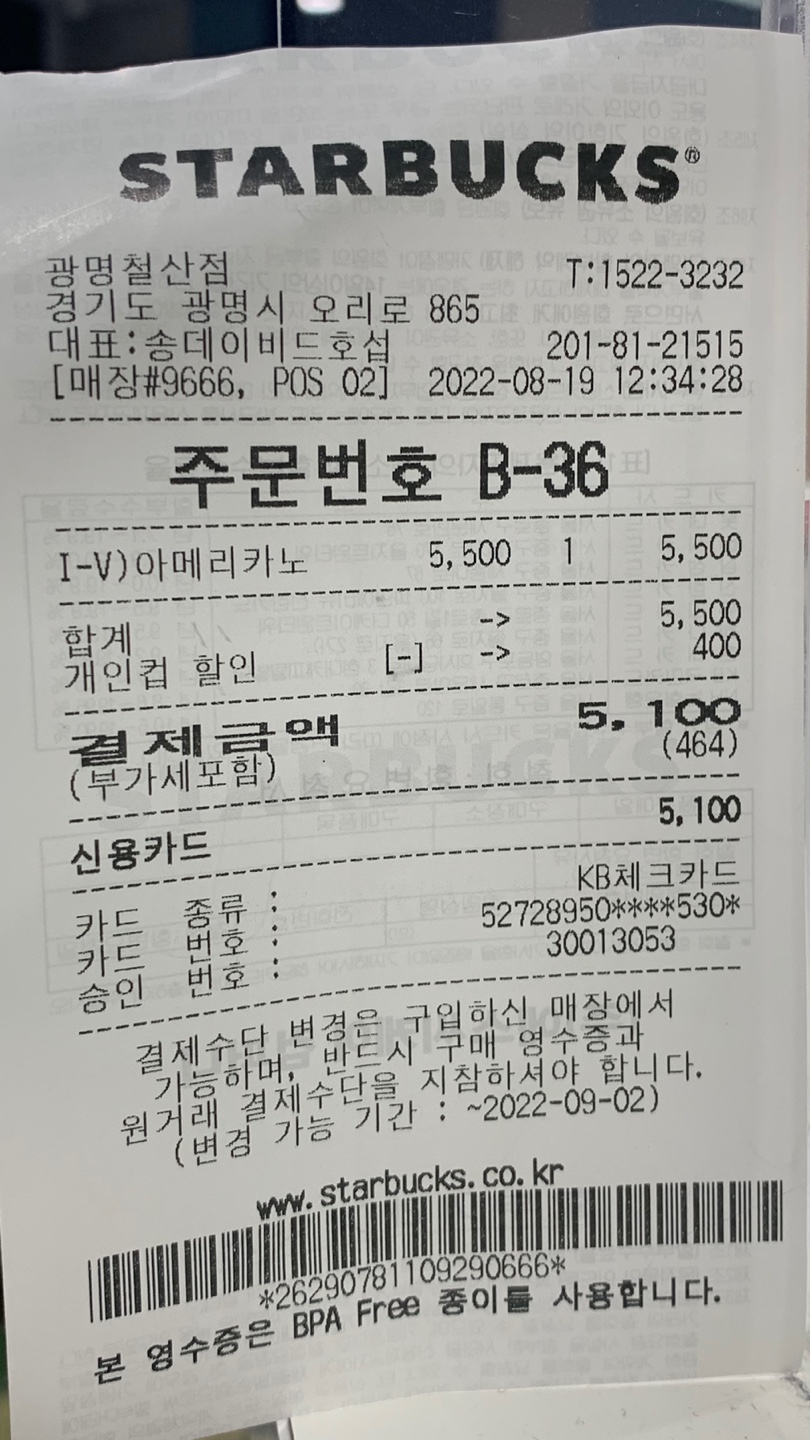 STARBUCKS®
광명철산점 T:1522-3232
경기도 광명시 오리로 865
대표:송데이비드호섭 201-81-21515
[매장#9666, POS 02] 2022-08-19 12:34:28
주문번호 B-36
I-V)아메리카노 5,500 1 5,500
합계 -> 5,500
개인컵 할인 [-] -> 400
결제금액 5,100
(부가세포함) (464)
신용카드 5,100
카드 종류 : KB체크카드
카드 번호 : 52728950****530*
승인 번호 : 30013053
결제수단 변경은 구입하신 매장에서
가능하며, 반드시 구매 영수증과
원거래 결제수단을 지참하셔야 합니다.
(변경 가능 기간 : ~2022-09-02)
www.starbucks.co.kr
*26290781109290666*
본 영수증은 BPA Free 종이를 사용합니다.